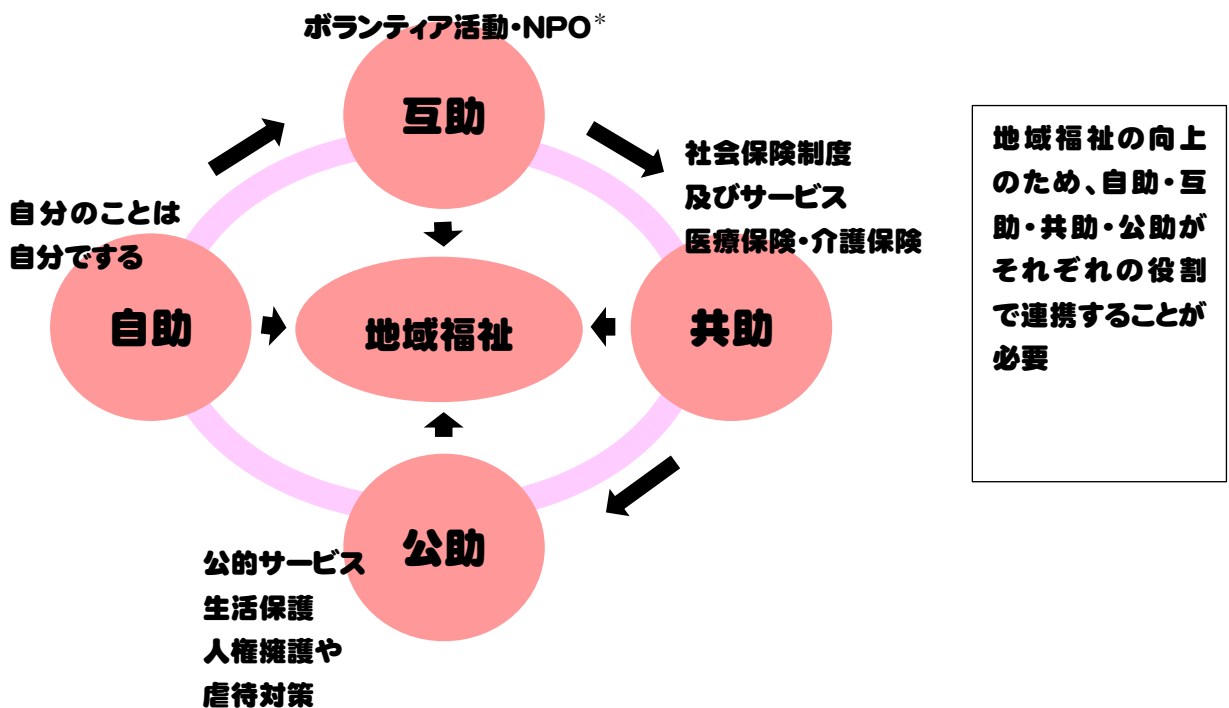 ボランティア活動・NPO＊
互助
社会保険制度
及びサービス
医療保険・介護保険
自分のことは
自分でする
自助
地域福祉
共助
公助
公的サービス
生活保護
人権擁護や
虐待対策
地域福祉の向上
のため、自助・互
助・共助・公助が
それぞれの役割
で連携することが
必要